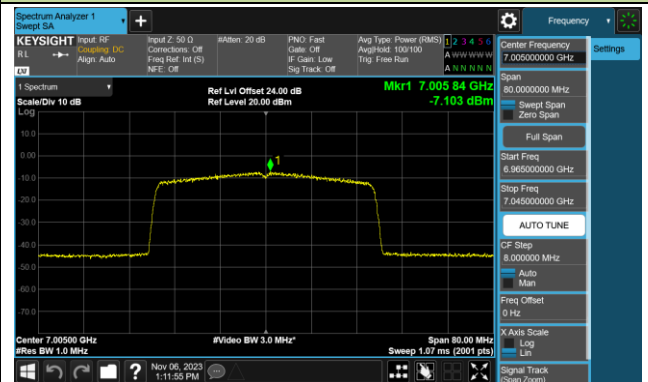 Spectrum Analyzer 1
Swept SA
Frequency
KEYSIGHT
RL
Input: RF
Coupling: DC
Align: Auto
Input Z: 50 Ω
Corrections: Off
Freq Ref: Int (S)
NFE: Off
#Atten: 20 dB
PNO: Fast
Gate: Off
IF Gain: Low
Sig Track: Off
Avg Type: Power (RMS)
Avg|Hold: 100/100
Trig: Free Run
1 2 3 4 5 6
A W W W W W
A N N N N N
LXI
1 Spectrum
Scale/Div 10 dB
Log
Ref Lvl Offset 24.00 dB
Ref Level 20.00 dBm
Mkr1 7.005 84 GHz
-7.103 dBm
10.0
0.00
-10.0
-20.0
-30.0
-40.0
-50.0
-60.0
-70.0
1
Center 7.00500 GHz
#Res BW 1.0 MHz
#Video BW 3.0 MHz*
Span 80.00 MHz
Sweep 1.07 ms (2001 pts)
Nov 06, 2023
1:11:55 PM
Center Frequency
7.005000000 GHz
Settings
Span
80.0000000 MHz
Swept Span
Zero Span
Full Span
Start Freq
6.965000000 GHz
Stop Freq
7.045000000 GHz
AUTO TUNE
CF Step
8.000000 MHz
Auto
Man
Freq Offset
0 Hz
X Axis Scale
Log
Lin
Signal Track
(Span Zoom)